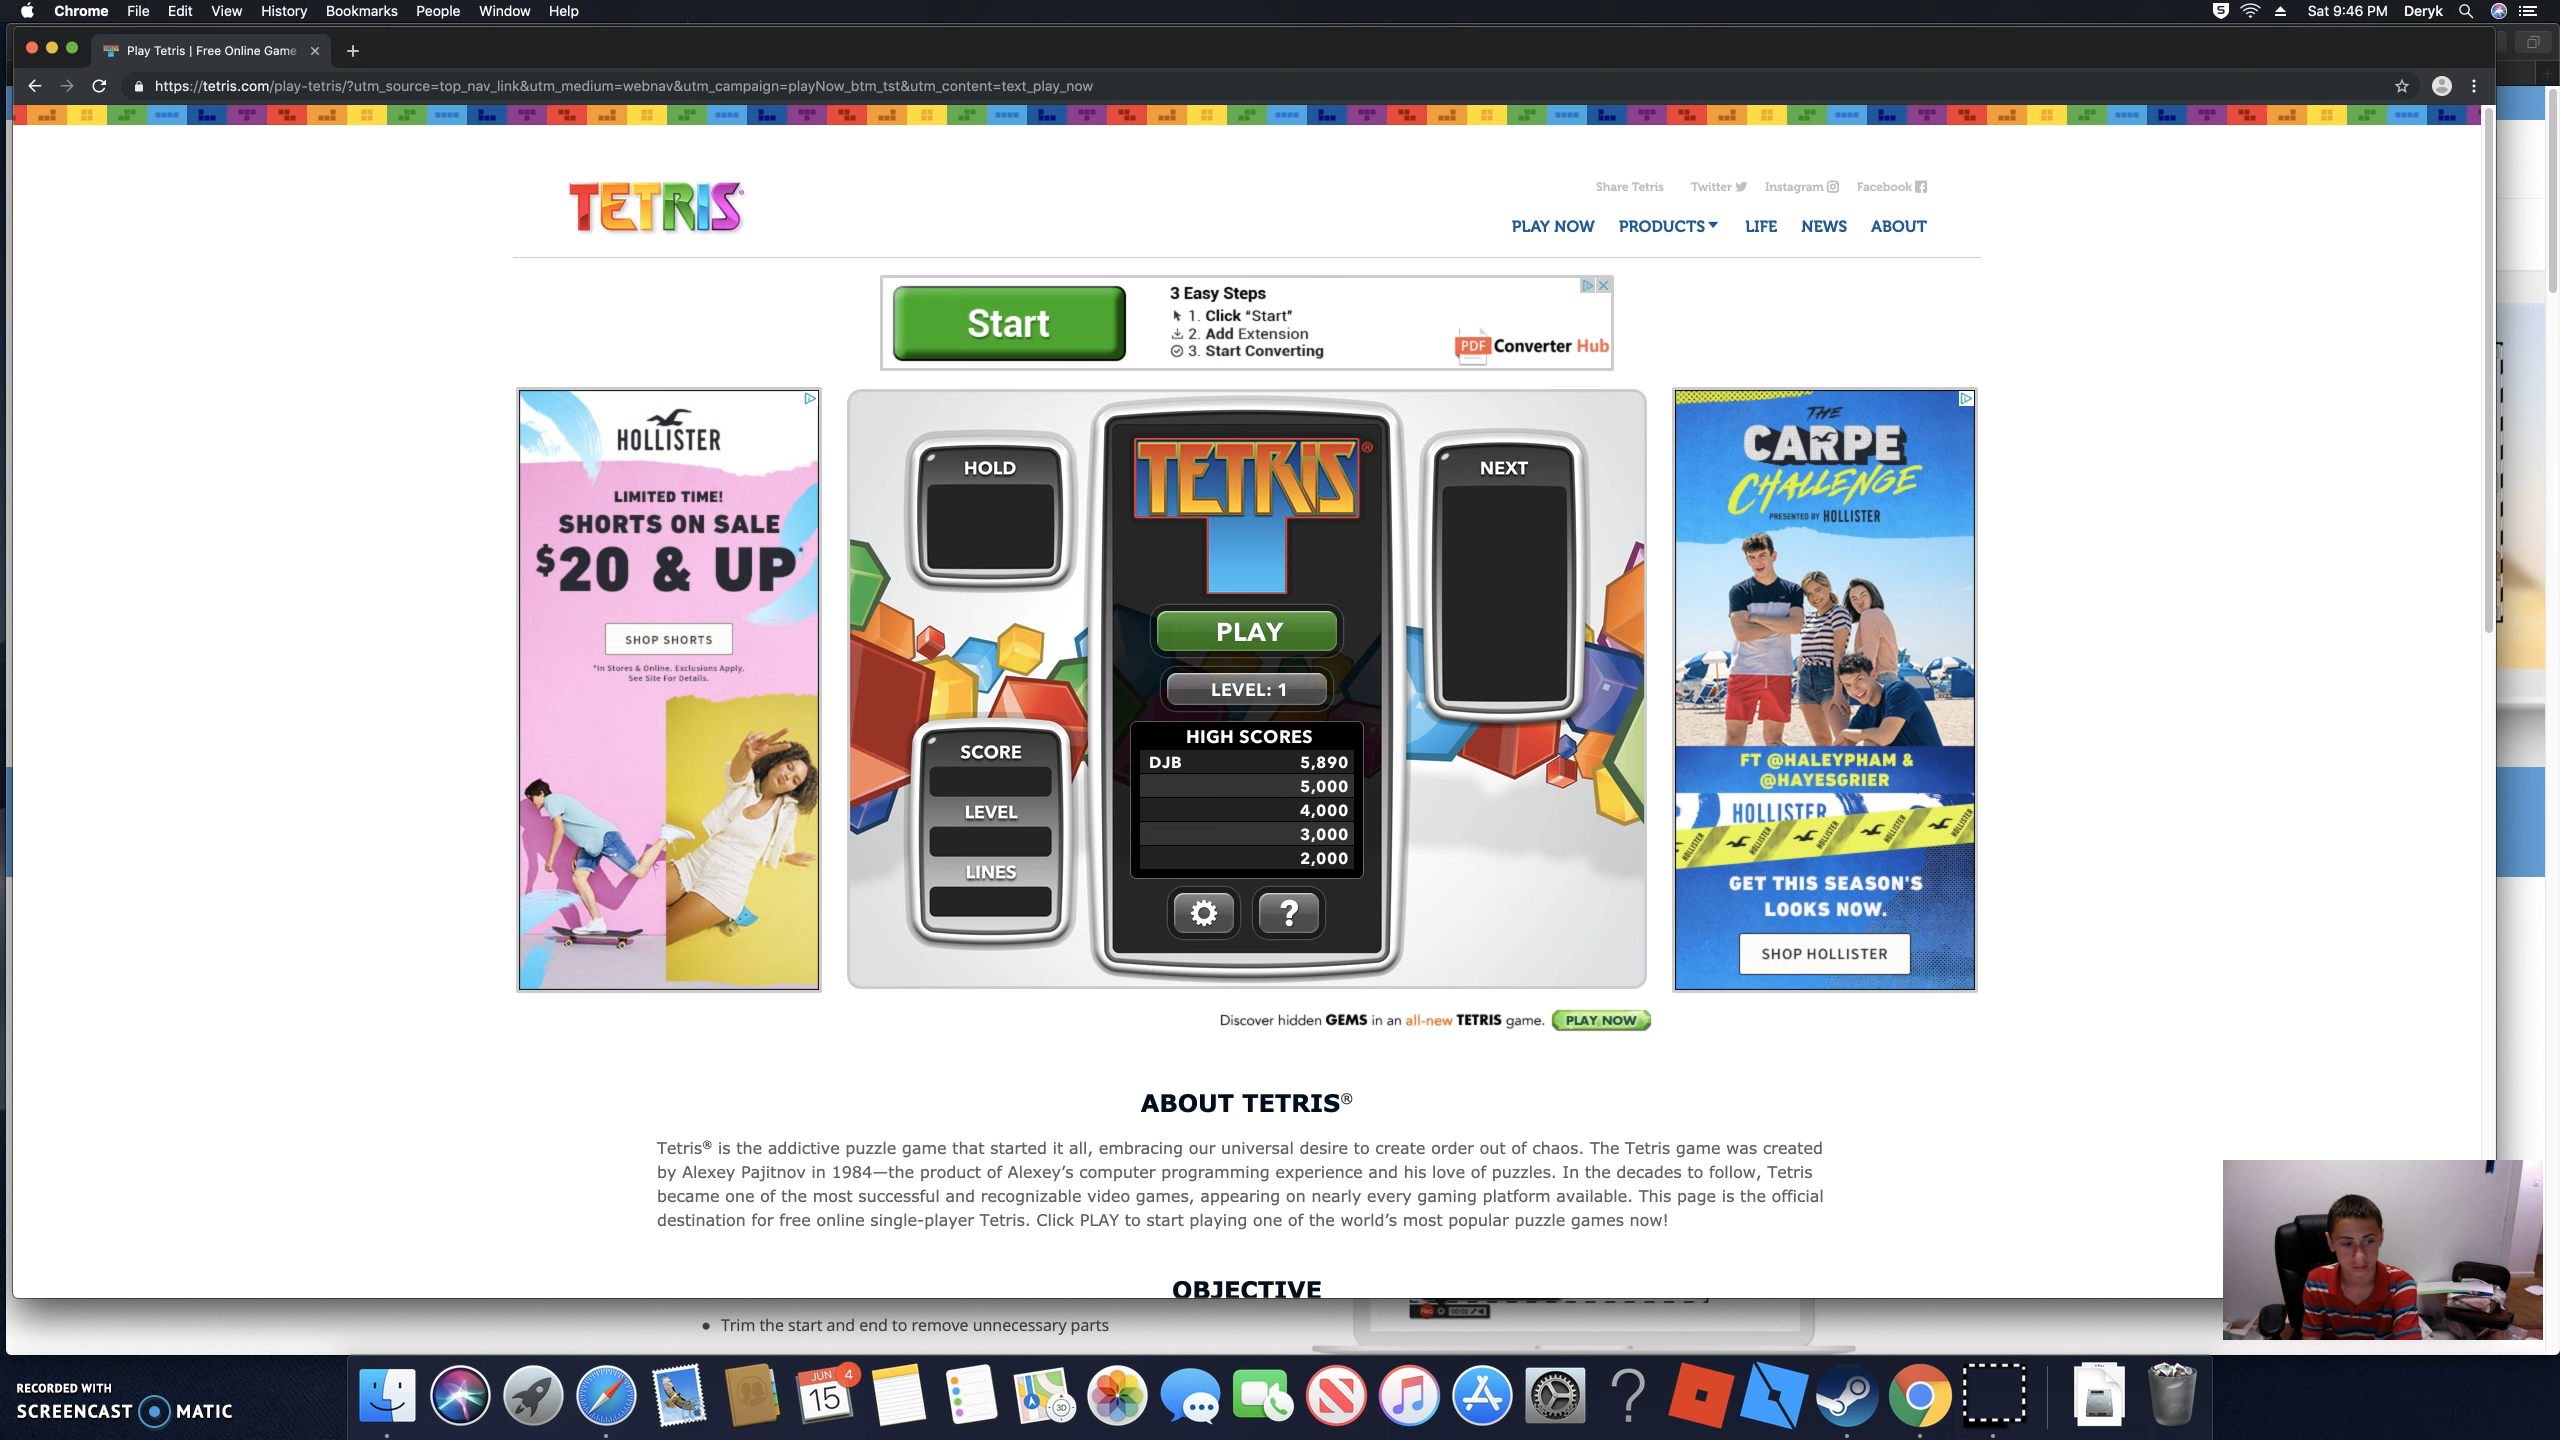 Chrome File Edit View History Bookmarks People Window Help
Sat 9:46 PM Deryk
Play Tetris | Free Online Game
https://tetris.com/play-tetris/?utm_source=top_nav_link&utm_medium=webnav&utm_campaign=playNow_btm_tst&utm_content=text_play_now
TETRIS®
Share Tetris Twitter Instagram Facebook
PLAY NOW PRODUCTS LIFE NEWS ABOUT
Start
3 Easy Steps
1. Click "Start"
2. Add Extension
3. Start Converting
PDF Converter Hub
HOLLISTER
LIMITED TIME!
SHORTS ON SALE
$20 & UP*
SHOP SHORTS
*In Stores & Online. Exclusions Apply.
See Site For Details.
HOLD
TETRIS®
NEXT
PLAY
LEVEL: 1
HIGH SCORES
DJB 5,890
5,000
4,000
3,000
2,000
SCORE
LEVEL
LINES
?
THE
CARPE
CHALLENGE
PRESENTED BY HOLLISTER
FT @HALEYPHAM &
@HAYESGRIER
HOLLISTER
HOLLISTER HOLLISTER HOLLISTER HOLLISTER
GET THIS SEASON'S
LOOKS NOW.
SHOP HOLLISTER
Discover hidden GEMS in an all-new TETRIS game. PLAY NOW
ABOUT TETRIS®
Tetris® is the addictive puzzle game that started it all, embracing our universal desire to create order out of chaos. The Tetris game was created
by Alexey Pajitnov in 1984—the product of Alexey's computer programming experience and his love of puzzles. In the decades to follow, Tetris
became one of the most successful and recognizable video games, appearing on nearly every gaming platform available. This page is the official
destination for free online single-player Tetris. Click PLAY to start playing one of the world's most popular puzzle games now!
OBJECTIVE
Rec 00:00
• Trim the start and end to remove unnecessary parts
RECORDED WITH
SCREENCAST MATIC
JUN 4
15
3D
?